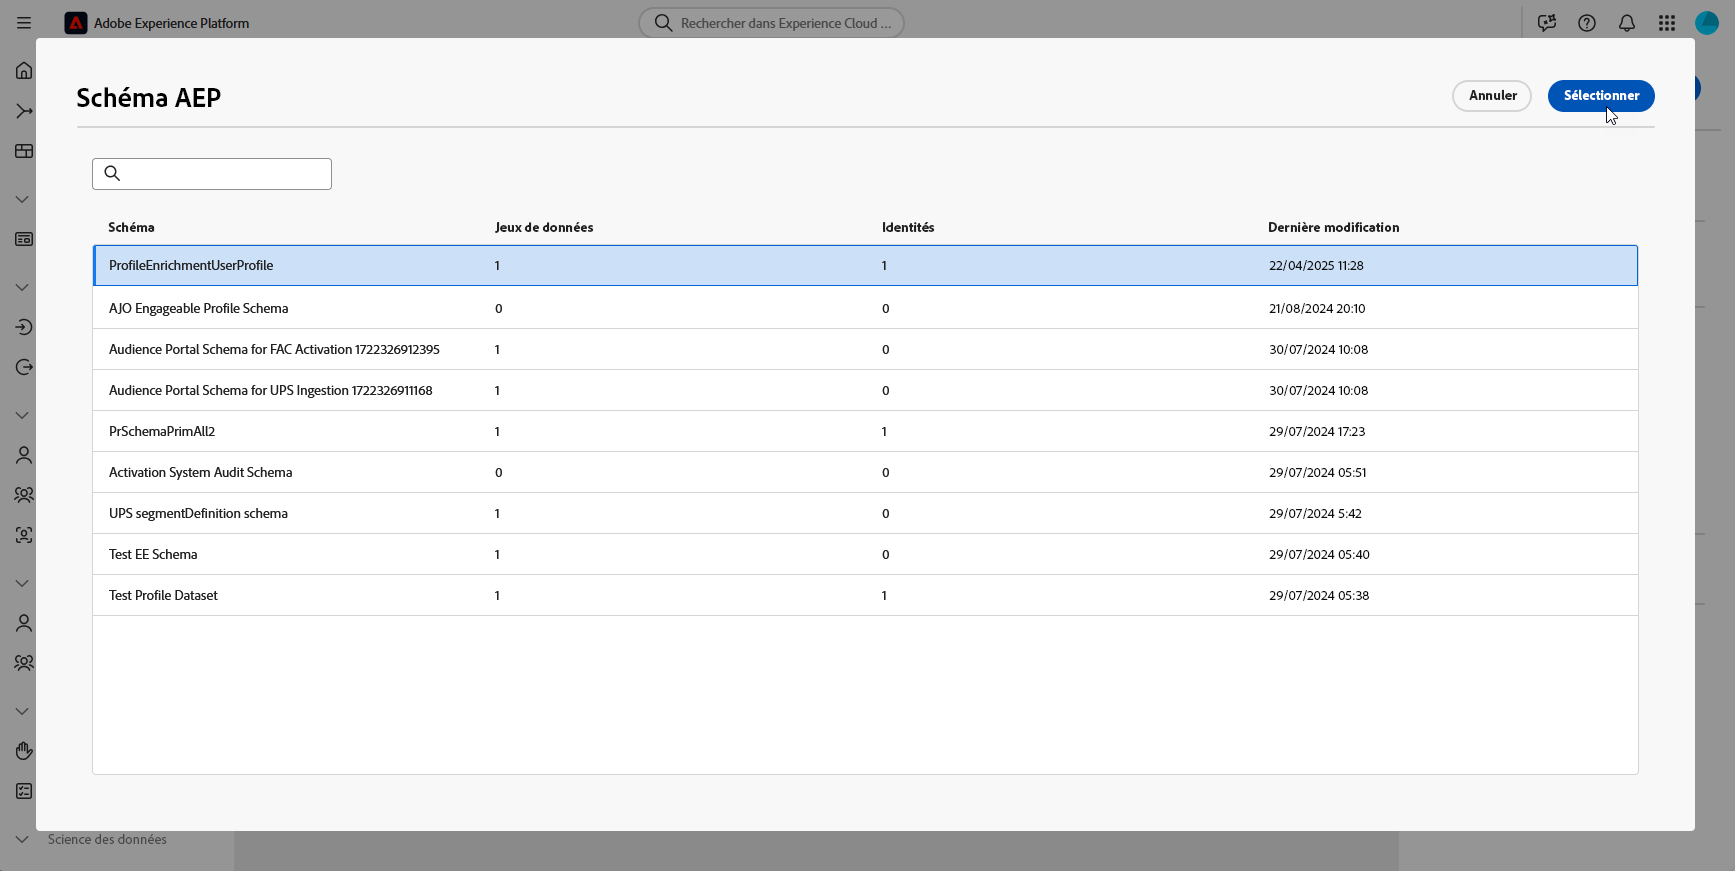 Adobe Experience Platform
Rechercher dans Experience Cloud ...
Schéma AEP
Annuler
Sélectionner
Schéma Jeux de données Identités Dernière modification
ProfileEnrichmentUserProfile 1 1 22/04/2025 11:28
AJO Engageable Profile Schema 0 0 21/08/2024 20:10
Audience Portal Schema for FAC Activation 1722326912395 1 0 30/07/2024 10:08
Audience Portal Schema for UPS Ingestion 1722326911168 1 0 30/07/2024 10:08
PrSchemaPrimAll2 1 1 29/07/2024 17:23
Activation System Audit Schema 0 0 29/07/2024 05:51
UPS segmentDefinition schema 1 0 29/07/2024 5:42
Test EE Schema 1 0 29/07/2024 05:40
Test Profile Dataset 1 1 29/07/2024 05:38
Science des données